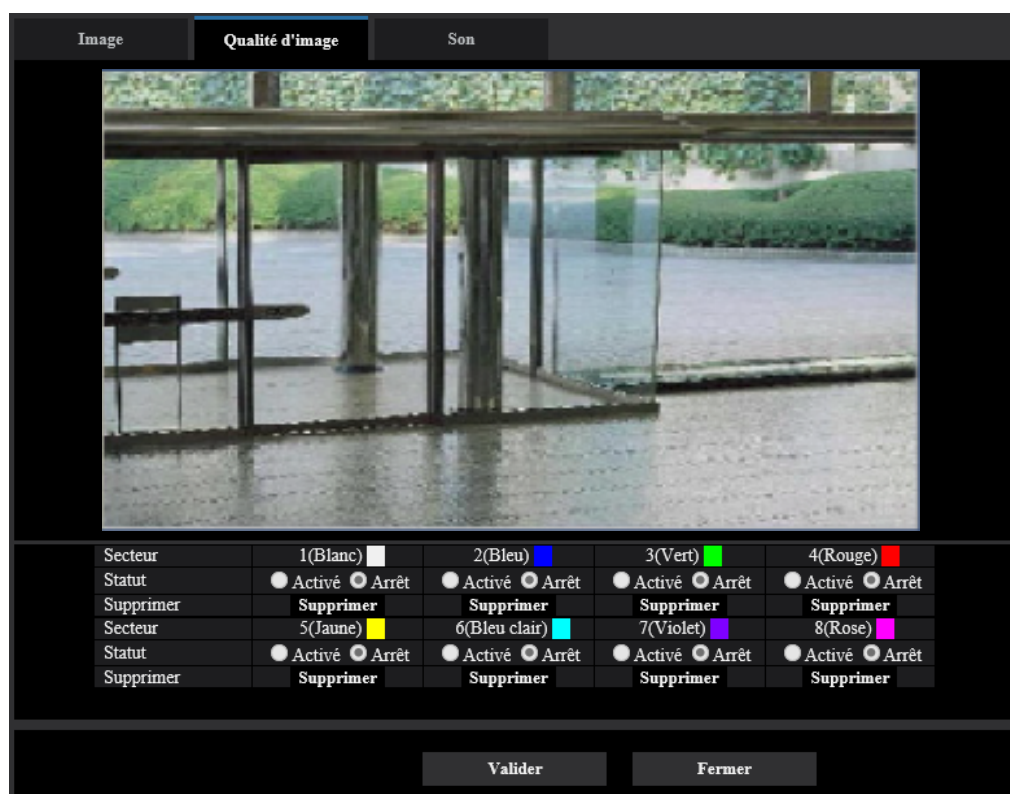 Image Qualité d'image Son
Secteur 1(Blanc) 2(Bleu) 3(Vert) 4(Rouge)
Statut Activé Arrêt Activé Arrêt Activé Arrêt Activé Arrêt
Supprimer Supprimer Supprimer Supprimer Supprimer
Secteur 5(Jaune) 6(Bleu clair) 7(Violet) 8(Rose)
Statut Activé Arrêt Activé Arrêt Activé Arrêt Activé Arrêt
Supprimer Supprimer Supprimer Supprimer Supprimer
Valider Fermer